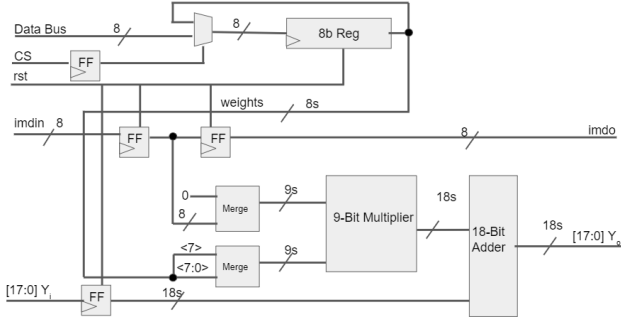 Data Bus 8 8 8b Reg
CS FF
rst
weights 8s
imdin 8 FF FF 8 imdo
0 Merge 9s 9-Bit Multiplier 18s 18-Bit Adder 18s [17:0] Yo
8
<7> Merge 9s
<7:0>
[17:0] Yi FF 18s